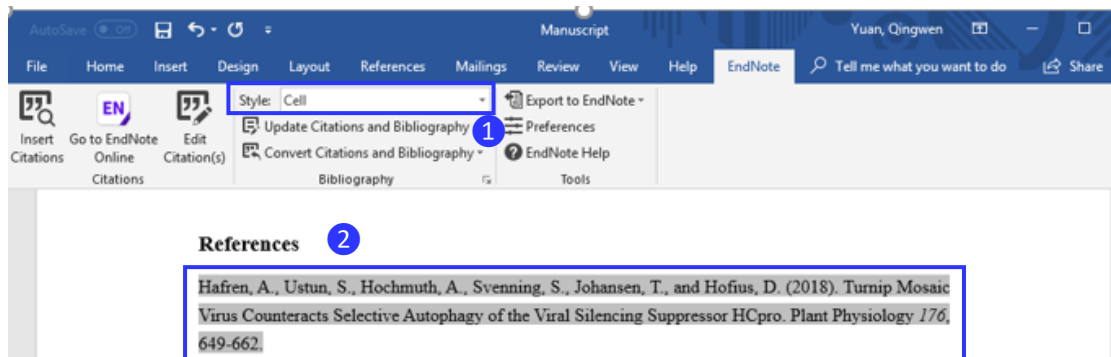 AutoSave Off Manuscript Yuan, Qingwen
File Home Insert Design Layout References Mailings Review View Help EndNote Tell me what you want to do Share
Insert Citations
EN Go to EndNote Online
Edit Citation(s)
Citations
Style: Cell
1
Update Citations and Bibliography
Convert Citations and Bibliography
Bibliography
Export to EndNote
Preferences
EndNote Help
Tools
References 2
Hafren, A., Ustun, S., Hochmuth, A., Svenning, S., Johansen, T., and Hofius, D. (2018). Turnip Mosaic
Virus Counteracts Selective Autophagy of the Viral Silencing Suppressor HCpro. Plant Physiology 176,
649-662.